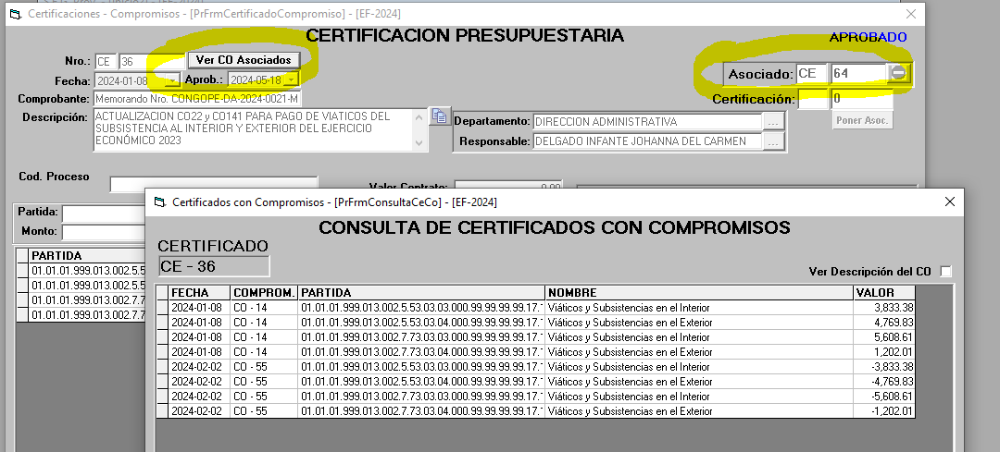 Certificaciones - Compromisos - [PrFrmCertificadoCompromiso] - [EF-2024]
CERTIFICACION PRESUPUESTARIA
APROBADO
Nro.: CE 36 Ver CO Asociados
Asociado: CE 64
Fecha: 2024-01-08 Aprob.: 2024-05-18
Comprobante: Memorando Nro. CONGOPE-DA-2024-0021-M
Certificación: 0
Descripción: ACTUALIZACION CO22 y CO141 PARA PAGO DE VIATICOS DEL
SUBSISTENCIA AL INTERIOR Y EXTERIOR DEL EJERCICIO
ECONÓMICO 2023
Departamento: DIRECCION ADMINISTRATIVA ...
Poner Asoc.
Responsable: DELGADO INFANTE JOHANNA DEL CARMEN ...
Cod. Proceso
Valor Contrato: 0.00
Partida:
Monto:
PARTIDA
01.01.01.999.013.002.5.5
01.01.01.999.013.002.5.5
01.01.01.999.013.002.7.7
01.01.01.999.013.002.7.7
Certificados con Compromisos - [PrFrmConsultaCeCo] - [EF-2024]
CONSULTA DE CERTIFICADOS CON COMPROMISOS
CERTIFICADO
CE - 36
Ver Descripción del CO
FECHA COMPROM. PARTIDA NOMBRE VALOR
2024-01-08 CO - 14 01.01.01.999.013.002.5.53.03.03.000.99.99.99.99.17. Viáticos y Subsistencias en el Interior 3,833.38
2024-01-08 CO - 14 01.01.01.999.013.002.5.53.03.04.000.99.99.99.99.17. Viáticos y Subsistencias en el Exterior 4,769.83
2024-01-08 CO - 14 01.01.01.999.013.002.7.73.03.03.000.99.99.99.99.17. Viáticos y Subsistencias en el Interior 5,608.61
2024-01-08 CO - 14 01.01.01.999.013.002.7.73.03.04.000.99.99.99.99.17. Viáticos y Subsistencias en el Exterior 1,202.01
2024-02-02 CO - 55 01.01.01.999.013.002.5.53.03.03.000.99.99.99.99.17. Viáticos y Subsistencias en el Interior -3,833.38
2024-02-02 CO - 55 01.01.01.999.013.002.5.53.03.04.000.99.99.99.99.17. Viáticos y Subsistencias en el Exterior -4,769.83
2024-02-02 CO - 55 01.01.01.999.013.002.7.73.03.03.000.99.99.99.99.17. Viáticos y Subsistencias en el Interior -5,608.61
2024-02-02 CO - 55 01.01.01.999.013.002.7.73.03.04.000.99.99.99.99.17. Viáticos y Subsistencias en el Exterior -1,202.01